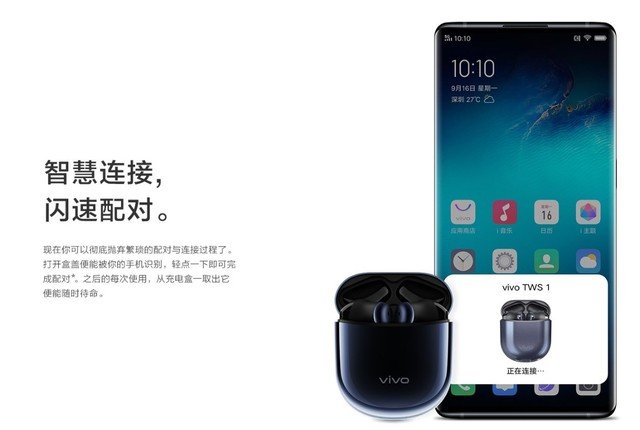 智慧连接，
闪速配对。
现在你可以彻底抛弃繁琐的配对与连接过程了。
打开盒盖便能被你的手机识别，轻点一下即可完
成配对*。之后的每次使用，从充电盒一取出它
便能随时待命。
10:10
10:10
9月16日 星期一
深圳 27℃
vivo
应用商店
i 音乐
星期一
16
日历
i 主题
vivo TWS 1
正在连接…
vivo